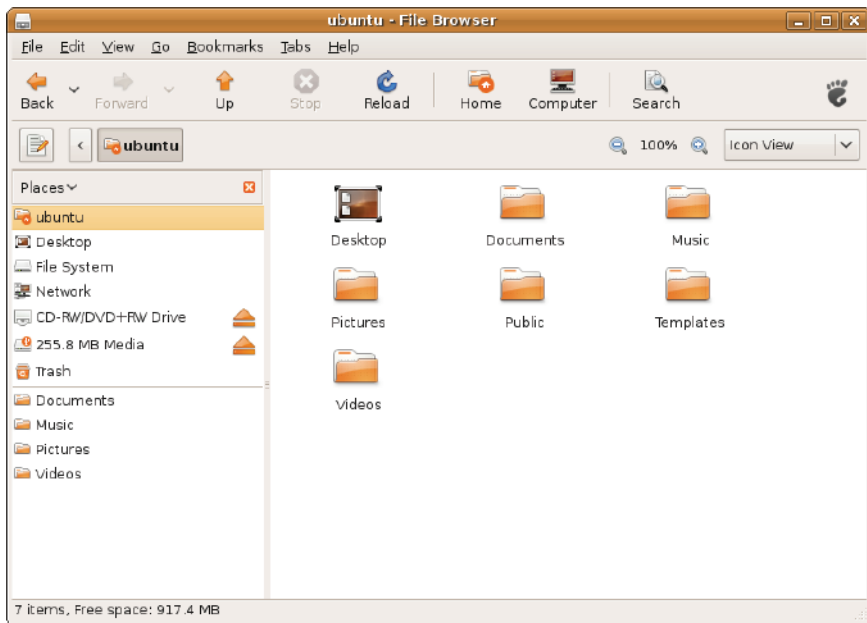 ubuntu - File Browser
File Edit View Go Bookmarks Tabs Help
Back Forward Up Stop Reload Home Computer Search
ubuntu 100% Icon View
Places
ubuntu
Desktop
File System
Network
CD-RW/DVD+RW Drive
255.8 MB Media
Trash
Documents
Music
Pictures
Videos
Desktop Documents Music
Pictures Public Templates
Videos
7 items, Free space: 917.4 MB